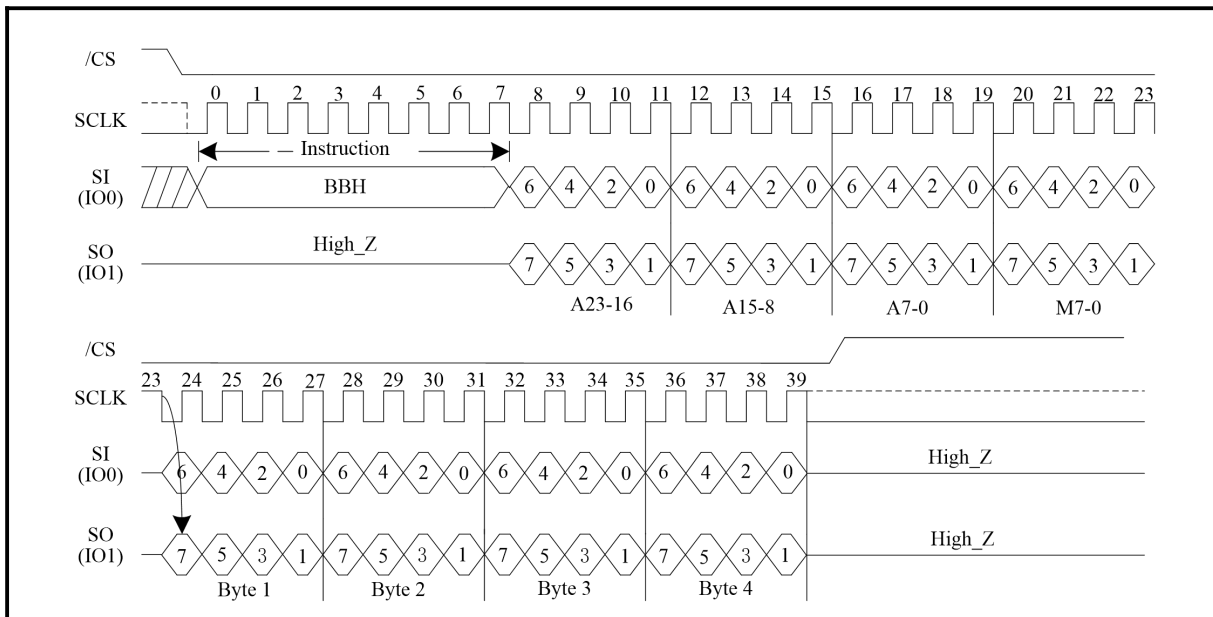 /CS
0 1 2 3 4 5 6 7 8 9 10 11 12 13 14 15 16 17 18 19 20 21 22 23
SCLK
Instruction
SI
(IO0)
BBH
6 4 2 0 6 4 2 0 6 4 2 0 6 4 2 0
SO
(IO1)
High_Z
7 5 3 1 7 5 3 1 7 5 3 1 7 5 3 1
A23-16 A15-8 A7-0 M7-0
/CS
23 24 25 26 27 28 29 30 31 32 33 34 35 36 37 38 39
SCLK
SI
(IO0)
6 4 2 0 6 4 2 0 6 4 2 0 6 4 2 0
High_Z
SO
(IO1)
7 5 3 1 7 5 3 1 7 5 3 1 7 5 3 1
High_Z
Byte 1 Byte 2 Byte 3 Byte 4